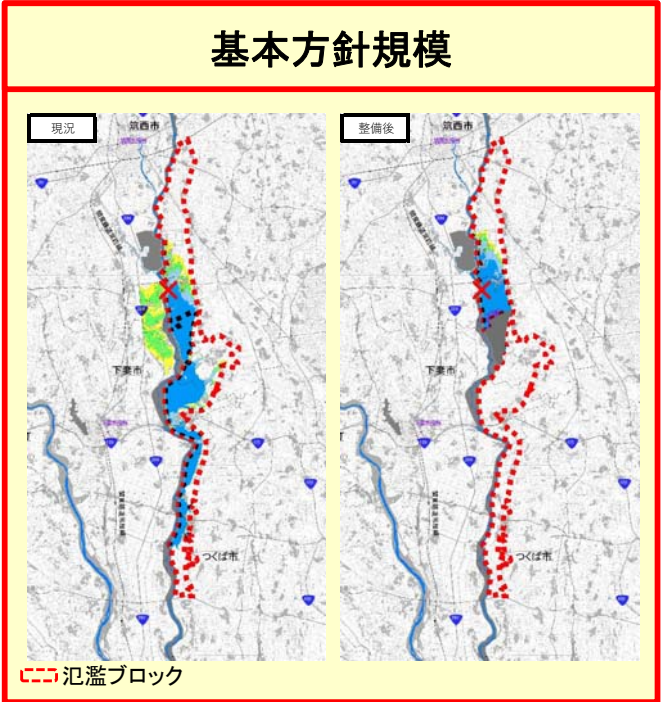 基本方針規模
現況
筑西市
下妻市
つくば市
整備後
筑西市
下妻市
つくば市
氾濫ブロック